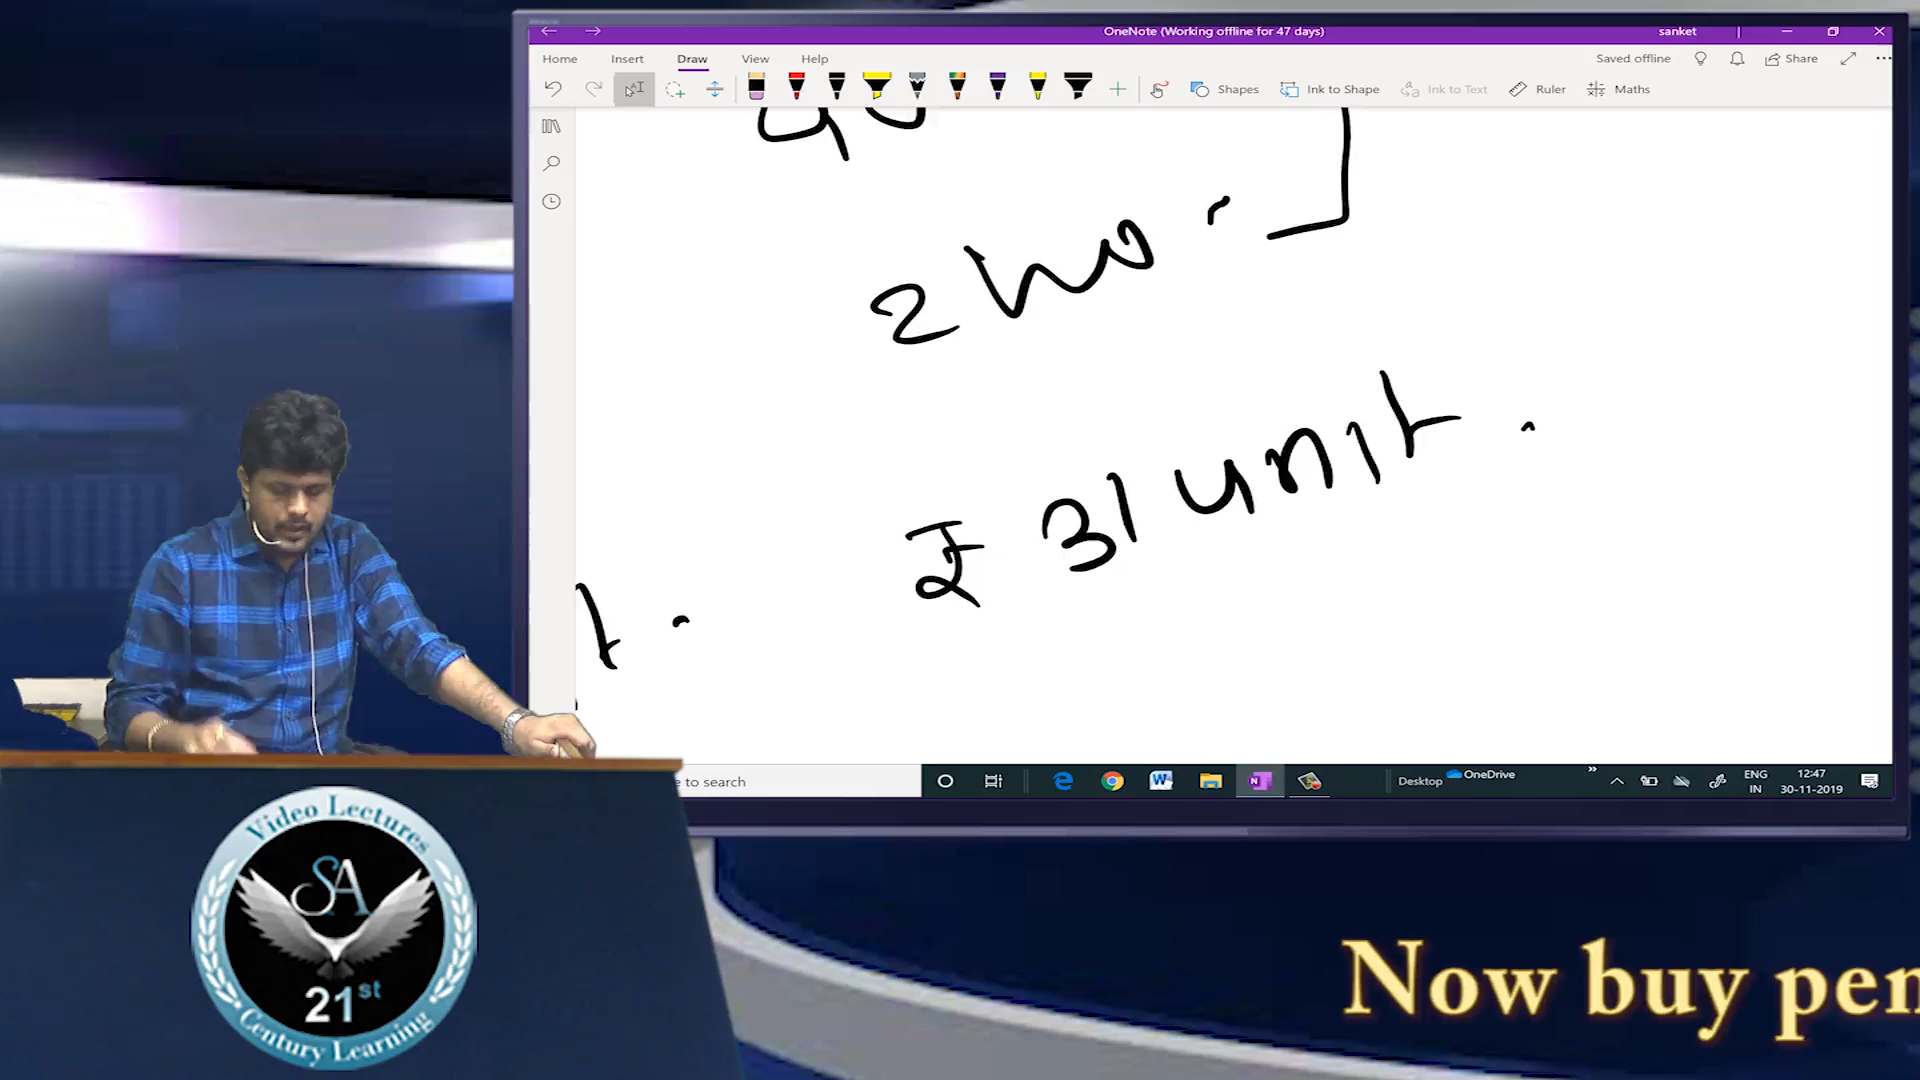 OneNote (Working offline for 47 days)
sanket
Home Insert Draw View Help
Saved offline Share
Shapes Ink to Shape Ink to Text Ruler Maths
40
₹ 3/unit.
e to search
Desktop OneDrive
ENG 12:47
IN 30-11-2019
Video Lectures
SA
21st
Century Learning
Now buy pen